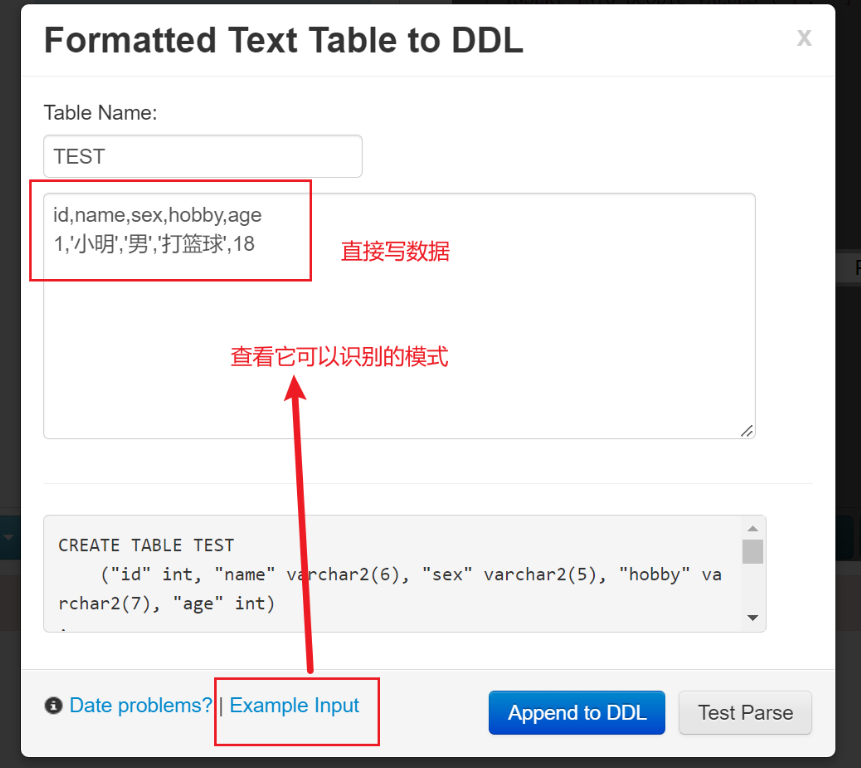 Formatted Text Table to DDL
x
Table Name:
TEST
id,name,sex,hobby,age
1,'小明','男','打篮球',18
直接写数据
查看它可以识别的模式
CREATE TABLE TEST
("id" int, "name" varchar2(6), "sex" varchar2(5), "hobby" va
rchar2(7), "age" int)
Date problems? | Example Input
Append to DDL
Test Parse